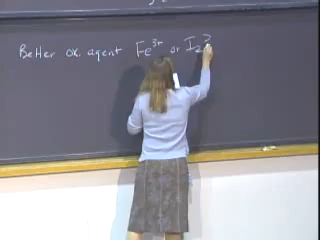 Better ox. agent Fe³⁺ or I₂?